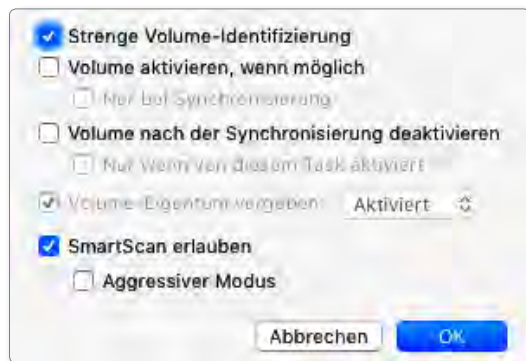 Strenge Volume-Identifizierung
Volume aktivieren, wenn möglich
Nur bei Synchronisierung
Volume nach der Synchronisierung deaktivieren
Nur wenn von diesem Task aktiviert
Volume-Eigentum vergeben: Aktiviert
SmartScan erlauben
Aggressiver Modus
Abbrechen OK